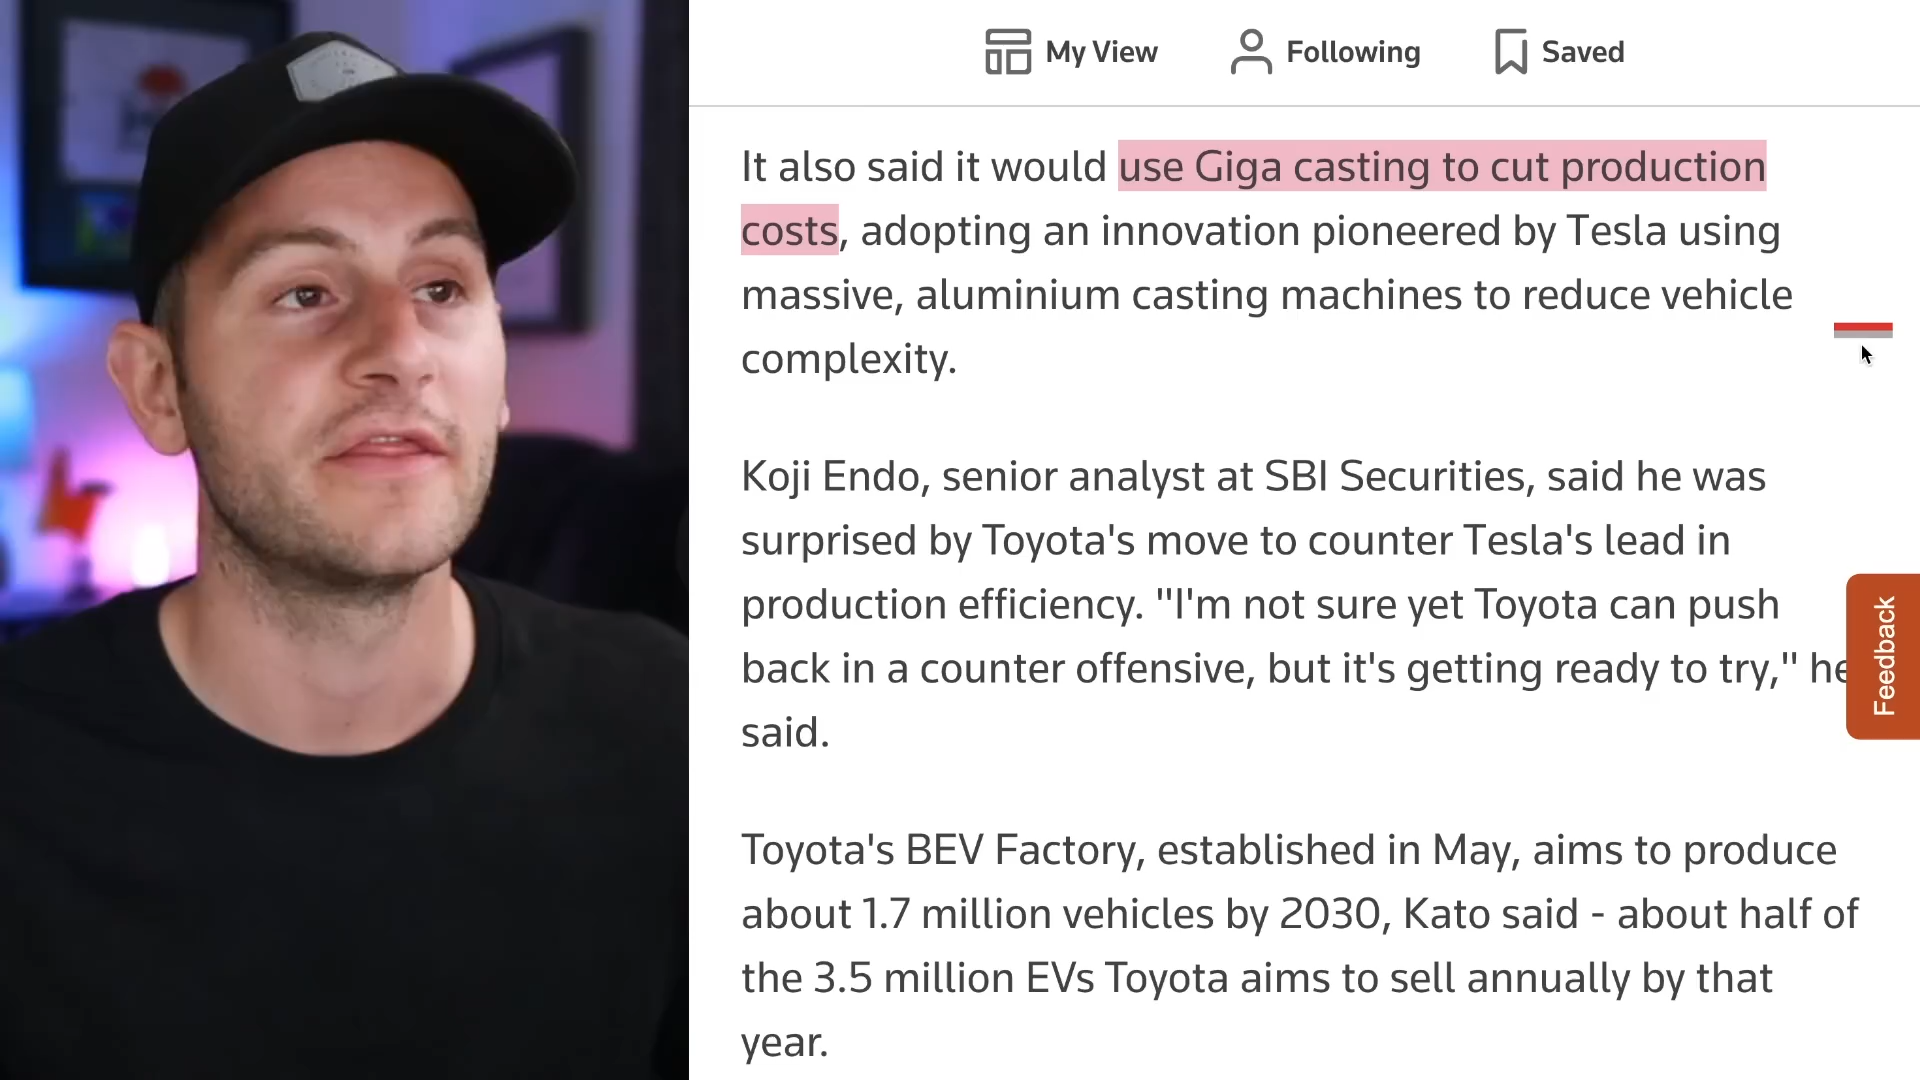 My View
Following
Saved
It also said it would use Giga casting to cut production
costs, adopting an innovation pioneered by Tesla using
massive, aluminium casting machines to reduce vehicle
complexity.
Koji Endo, senior analyst at SBI Securities, said he was
surprised by Toyota's move to counter Tesla's lead in
production efficiency. "I'm not sure yet Toyota can push
back in a counter offensive, but it's getting ready to try," he
said.
Feedback
Toyota's BEV Factory, established in May, aims to produce
about 1.7 million vehicles by 2030, Kato said - about half of
the 3.5 million EVs Toyota aims to sell annually by that
year.